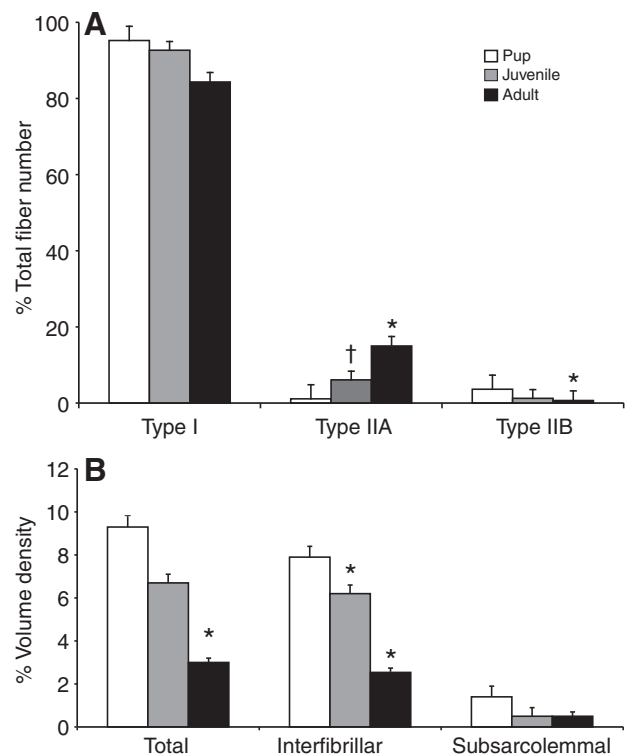 A
100
80
60
40
20
0
% Total fiber number
Pup
Juvenile
Adult
†
*
*
Type I
Type IIA
Type IIB
B
12
10
8
6
4
2
0
% Volume density
*
*
*
Total
Interfibrillar
Subsarcolemmal